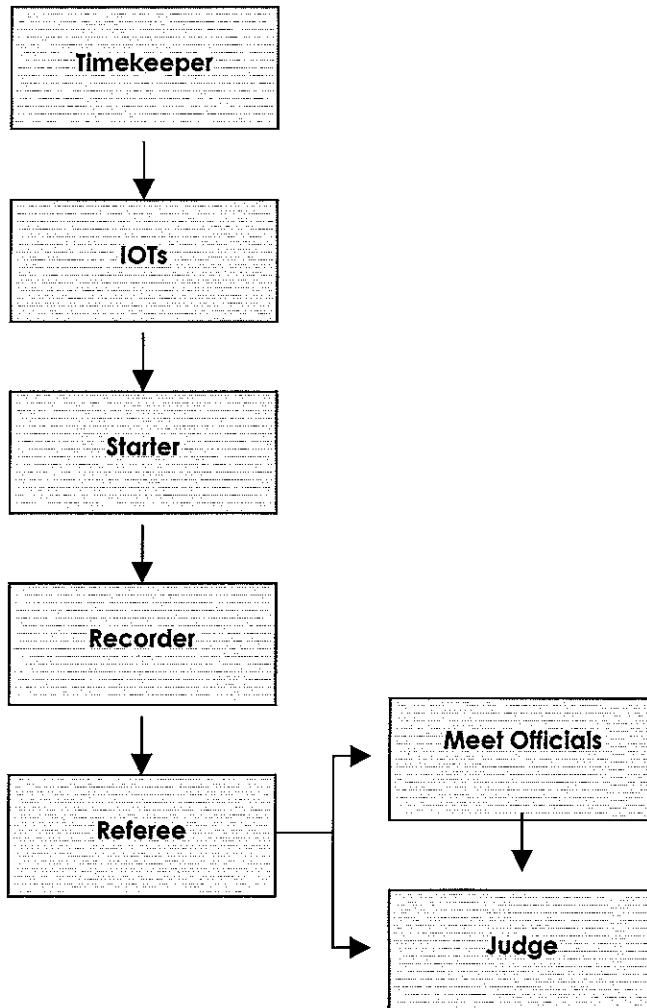 Timekeeper
IOTs
Starter
Recorder
Referee
Meet Officials
Judge